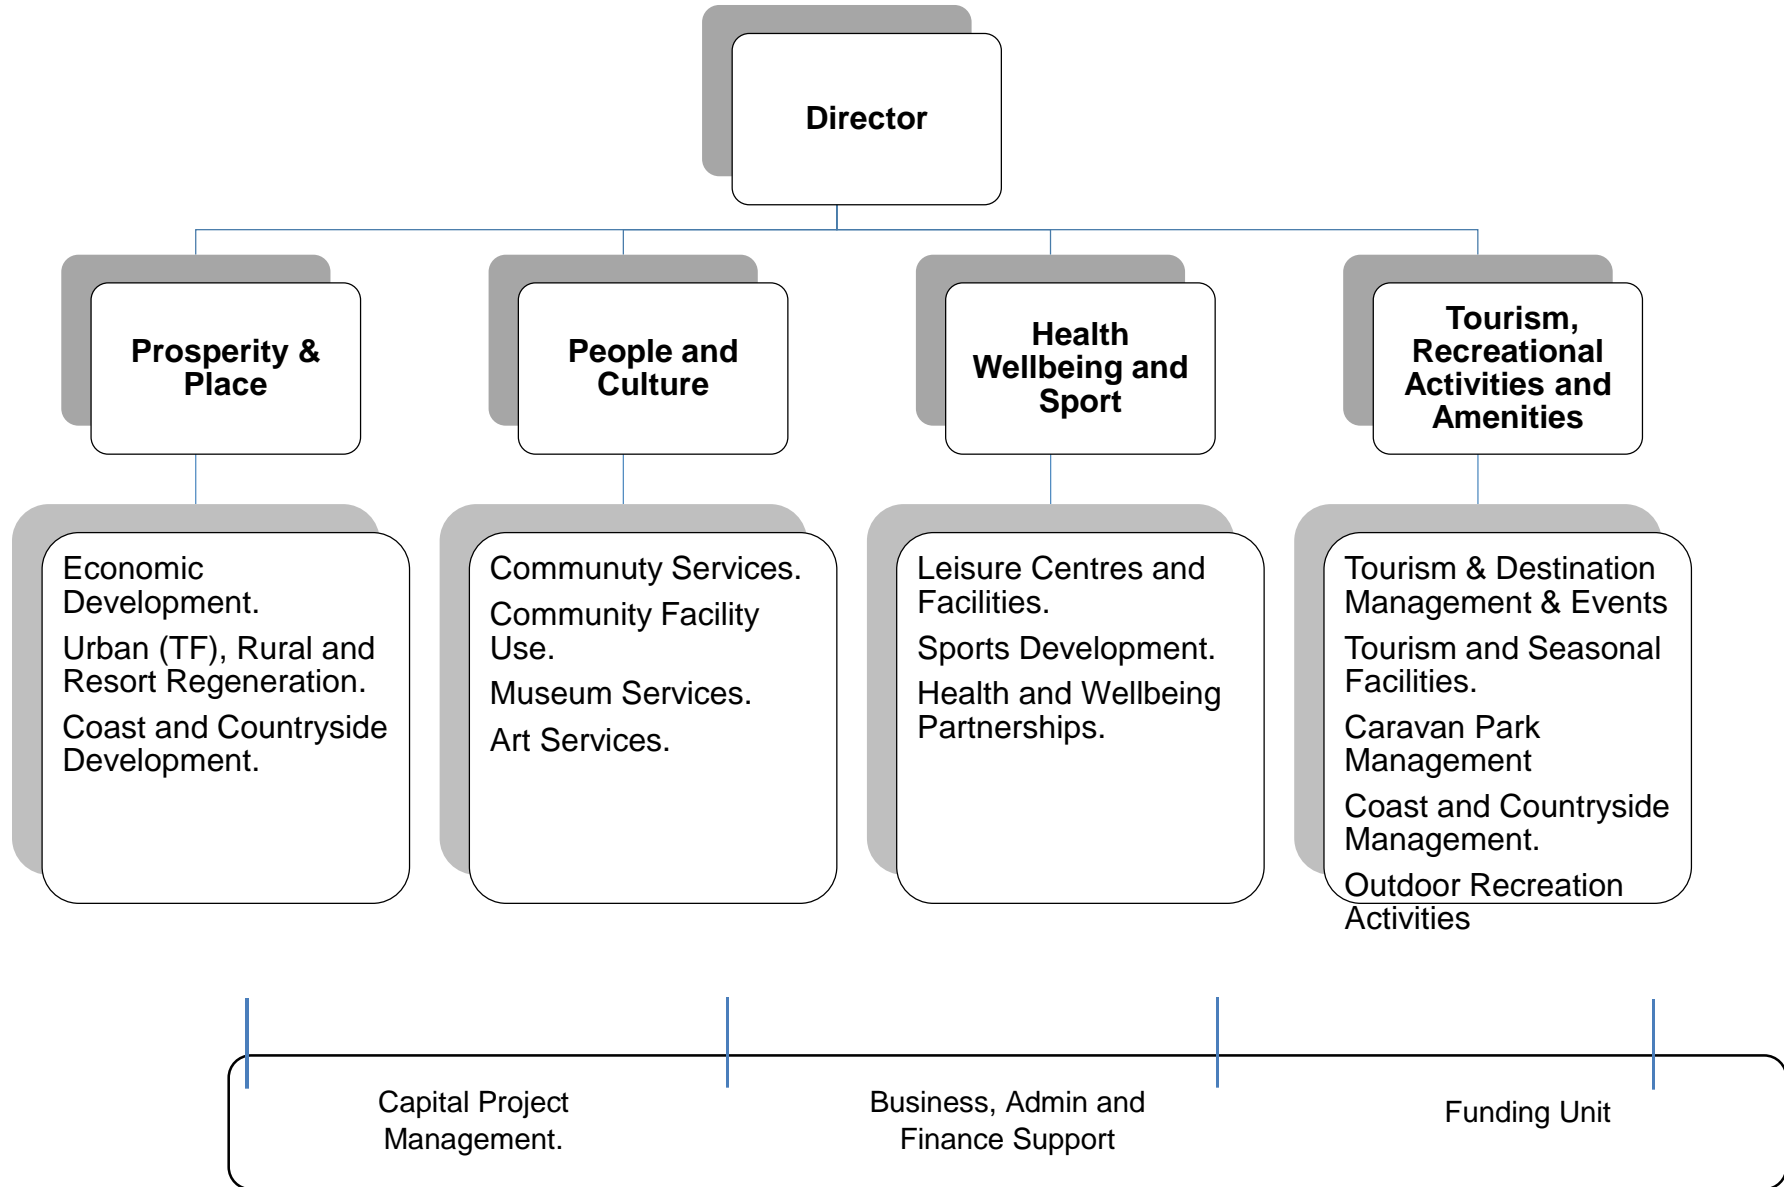 Director
Prosperity &
Place
People and
Culture
Health
Wellbeing and
Sport
Tourism,
Recreational
Activities and
Amenities
Economic
Development.
Urban (TF), Rural and
Resort Regeneration.
Coast and Countryside
Development.
Communuty Services.
Community Facility
Use.
Museum Services.
Art Services.
Leisure Centres and
Facilities.
Sports Development.
Health and Wellbeing
Partnerships.
Tourism & Destination
Management & Events
Tourism and Seasonal
Facilities.
Caravan Park
Management
Coast and Countryside
Management.
Outdoor Recreation
Activities
Capital Project
Management.
Business, Admin and
Finance Support
Funding Unit